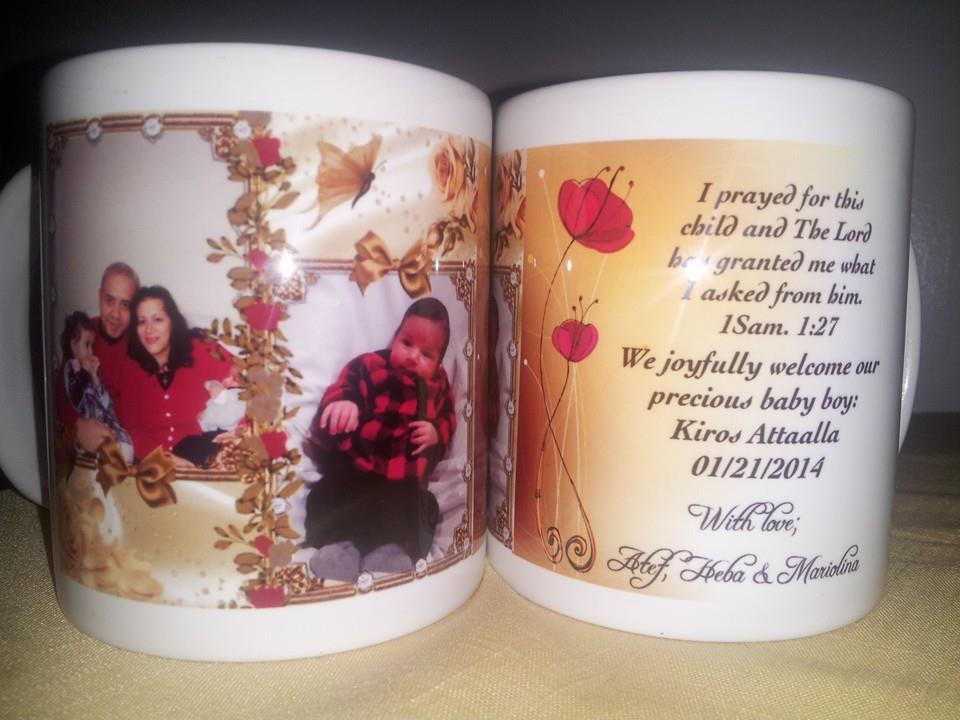 I prayed for this
child and The Lord
has granted me what
I asked from him.
1Sam. 1:27
We joyfully welcome our
precious baby boy:
Kiros Attaalla
01/21/2014
With love;
Atef, Heba & Mariolina